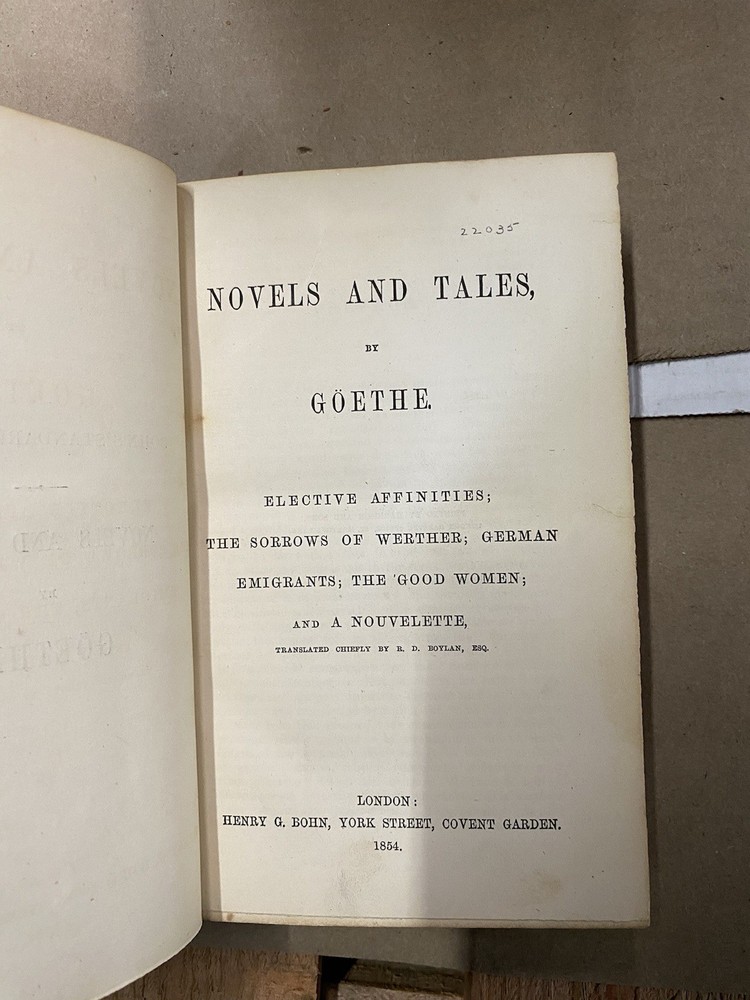 22035
NOVELS AND TALES,
BY
GÖETHE.
ELECTIVE AFFINITIES;
THE SORROWS OF WERTHER; GERMAN
EMIGRANTS; THE GOOD WOMEN;
AND A NOUVELETTE,
TRANSLATED CHIEFLY BY R. D. BOYLAN, ESQ.
LONDON:
HENRY G. BOHN, YORK STREET, COVENT GARDEN.
1854.